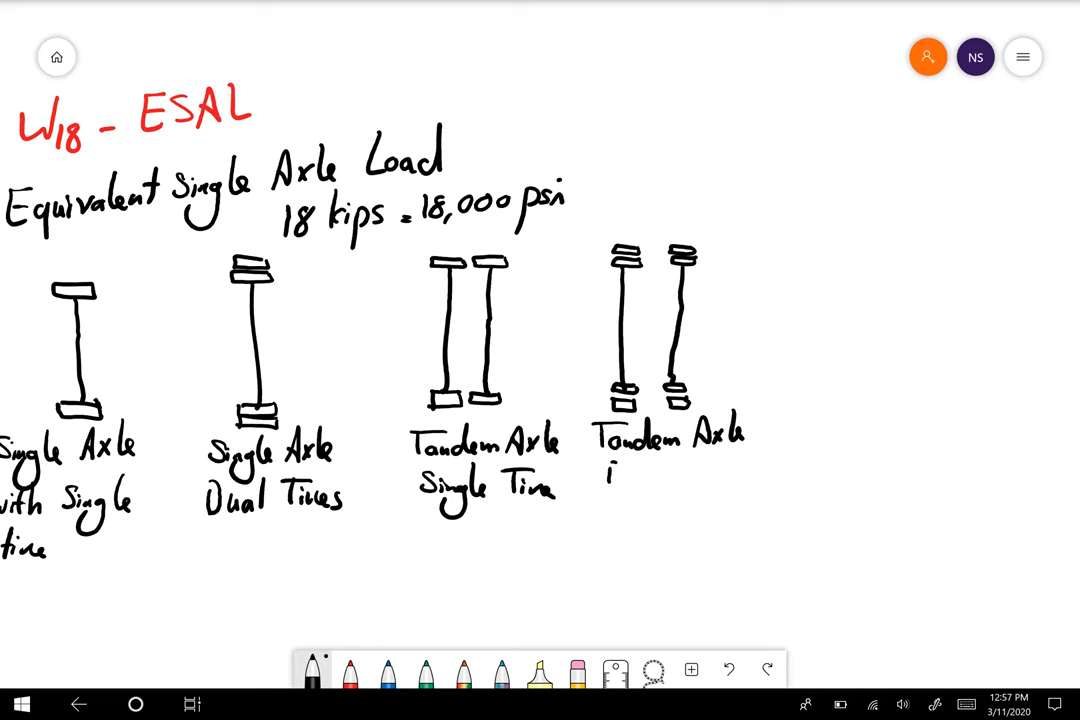 NS
W18 - ESAL
Equivalent Single Axle Load
18 kips = 18,000 psi
Single Axle
with Single
tire
Single Axle
Dual Tires
Tandem Axle
Single Tire
Tandem Axle
12:57 PM
3/11/2020